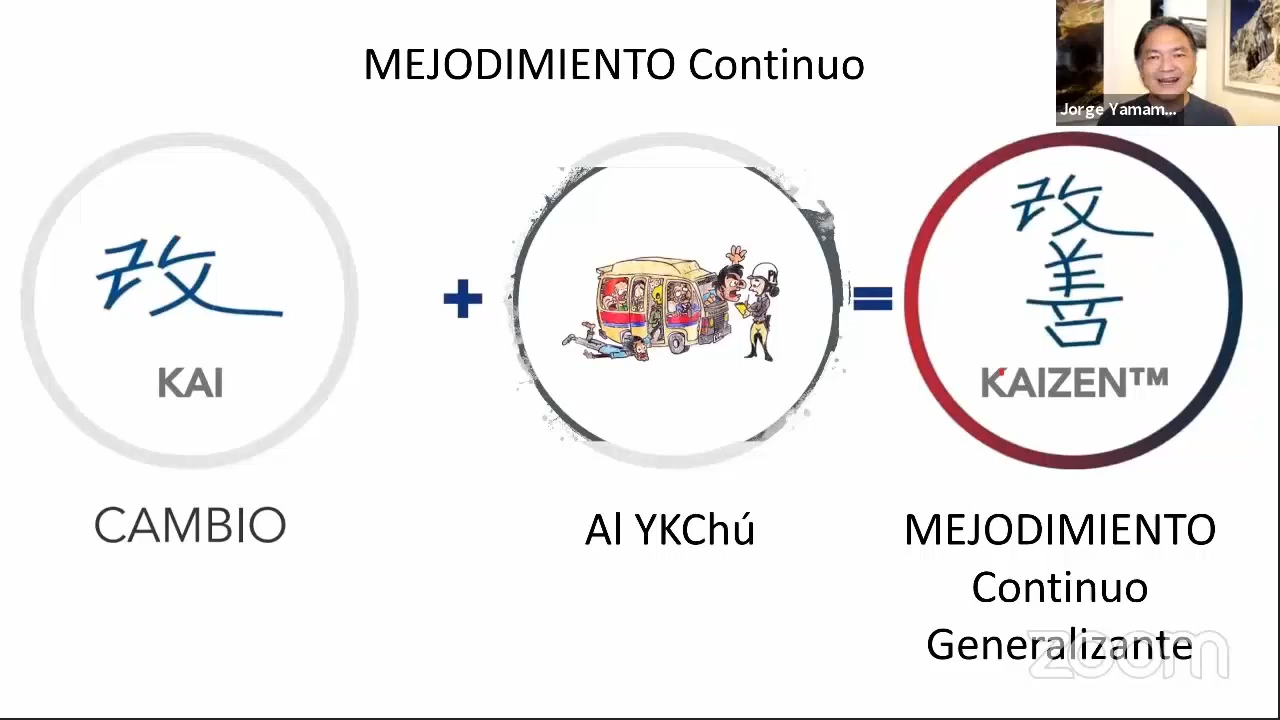 MEJODIMIENTO Continuo
Jorge Yamam...
改
KAI
+
=
改
善
KAIZEN™
CAMBIO
Al YKChú
MEJODIMIENTO
Continuo
Generalizante
zoom